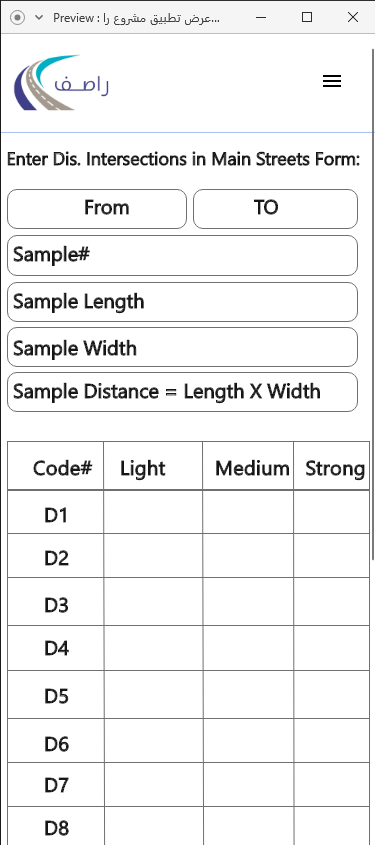 Preview : عرض تطبيق مشروع را...
راصف
Enter Dis. Intersections in Main Streets Form:
From TO
Sample#
Sample Length
Sample Width
Sample Distance = Length X Width
Code# Light Medium Strong
D1
D2
D3
D4
D5
D6
D7
D8